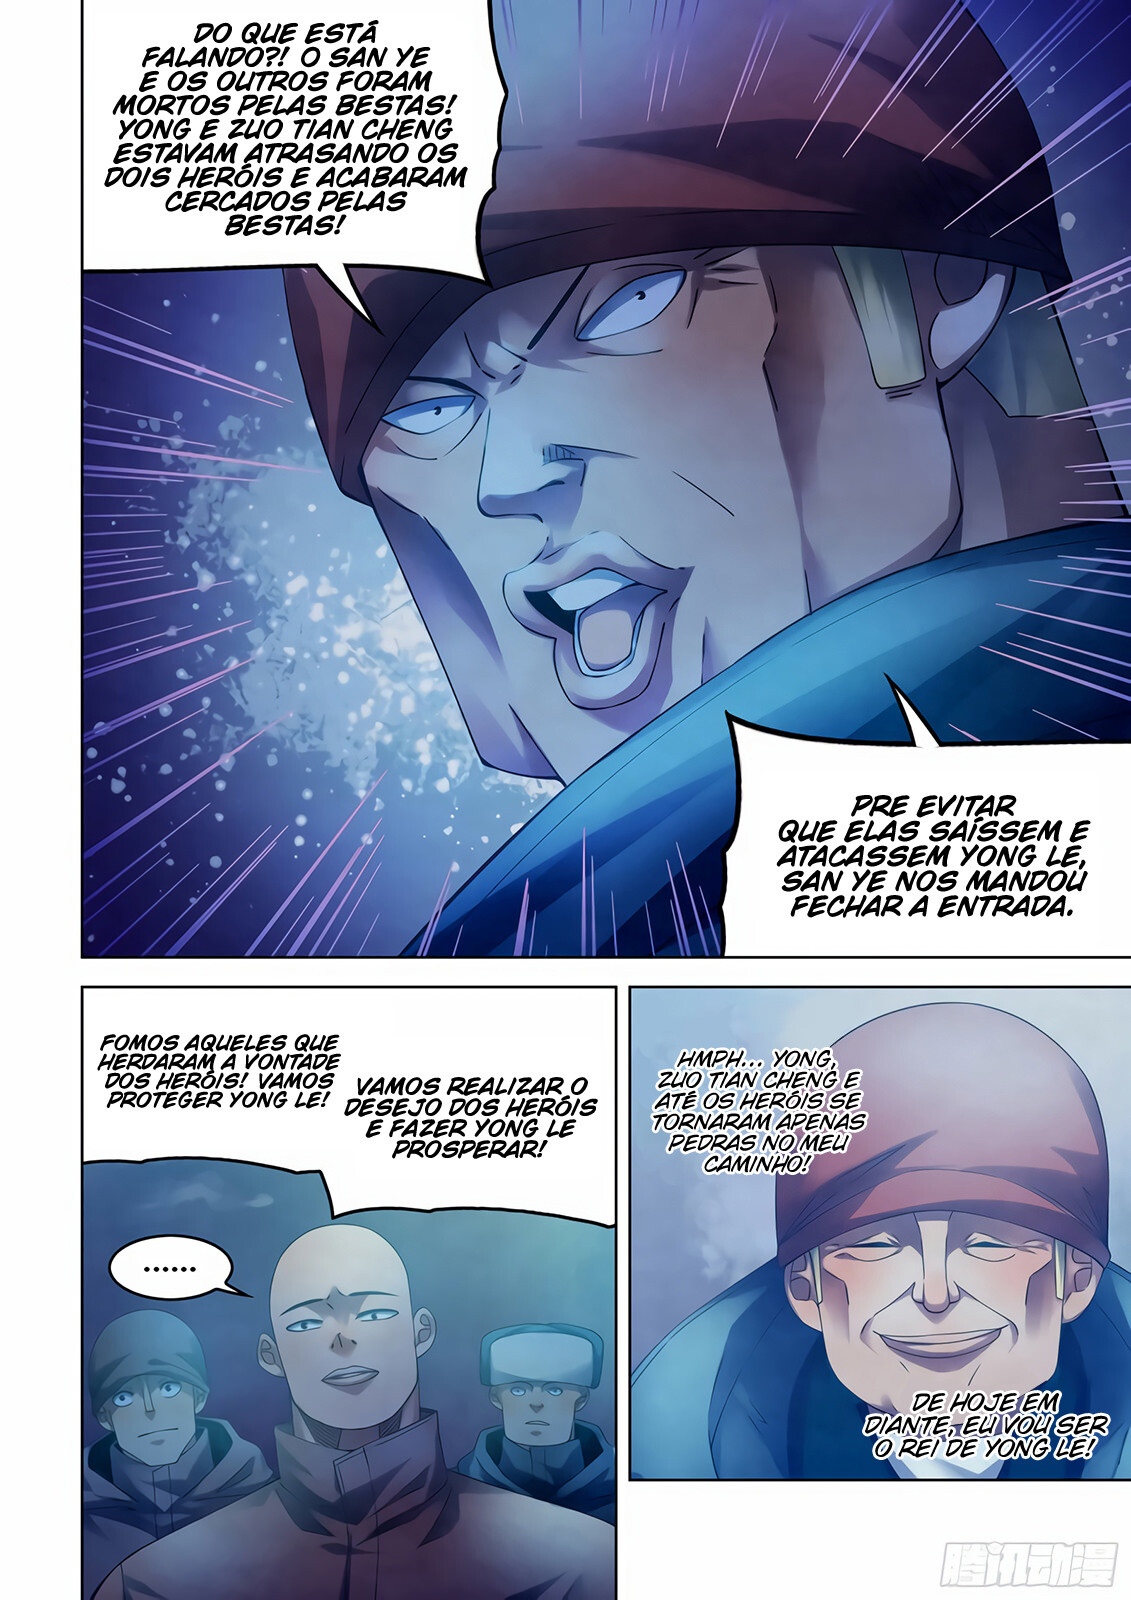 DO QUE ESTÁ
FALANDO?! O SAN YE
E OS OUTROS FORAM
MORTOS PELAS BESTAS!
YONG E ZUO TIAN CHENG
ESTAVAM ATRASANDO OS
DOIS HERÓIS E ACABARAM
CERCADOS PELAS
BESTAS!
PRE EVITAR
QUE ELAS SAÍSSEM E
ATACASSEM YONG LE,
SAN YE NOS MANDOU
FECHAR A ENTRADA.
FOMOS AQUELES QUE
HERDARAM A VONTADE
DOS HERÓIS! VAMOS
PROTEGER YONG LE!
VAMOS REALIZAR O
DESEJO DOS HERÓIS
E FAZER YONG LE
PROSPERAR!
......
HMPH... YONG,
ZUO TIAN CHENG E
ATÉ OS HERÓIS SE
TORNARAM APENAS
PEDRAS NO MEU
CAMINHO!
DE HOJE EM
DIANTE, EU VOU SER
O REI DE YONG LE!
腾讯动漫